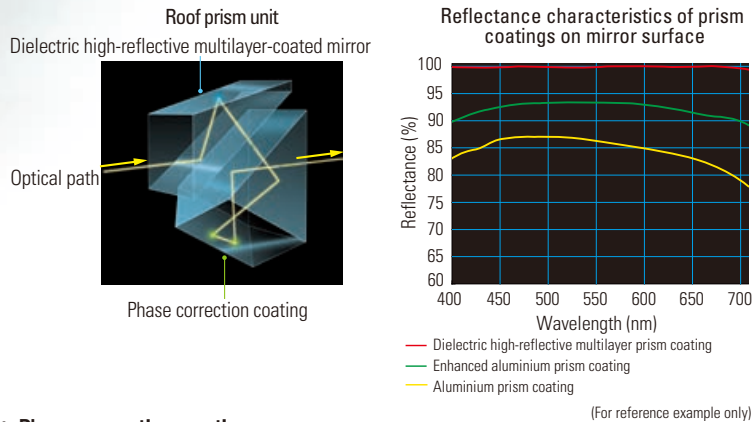 Roof prism unit
Dielectric high-reflective multilayer-coated mirror
Optical path
Phase correction coating
Reflectance characteristics of prism
coatings on mirror surface
Reflectance (%)
100
95
90
85
80
75
70
65
60
400 450 500 550 600 650 700
Wavelength (nm)
Dielectric high-reflective multilayer prism coating
Enhanced aluminium prism coating
Aluminium prism coating
(For reference example only)